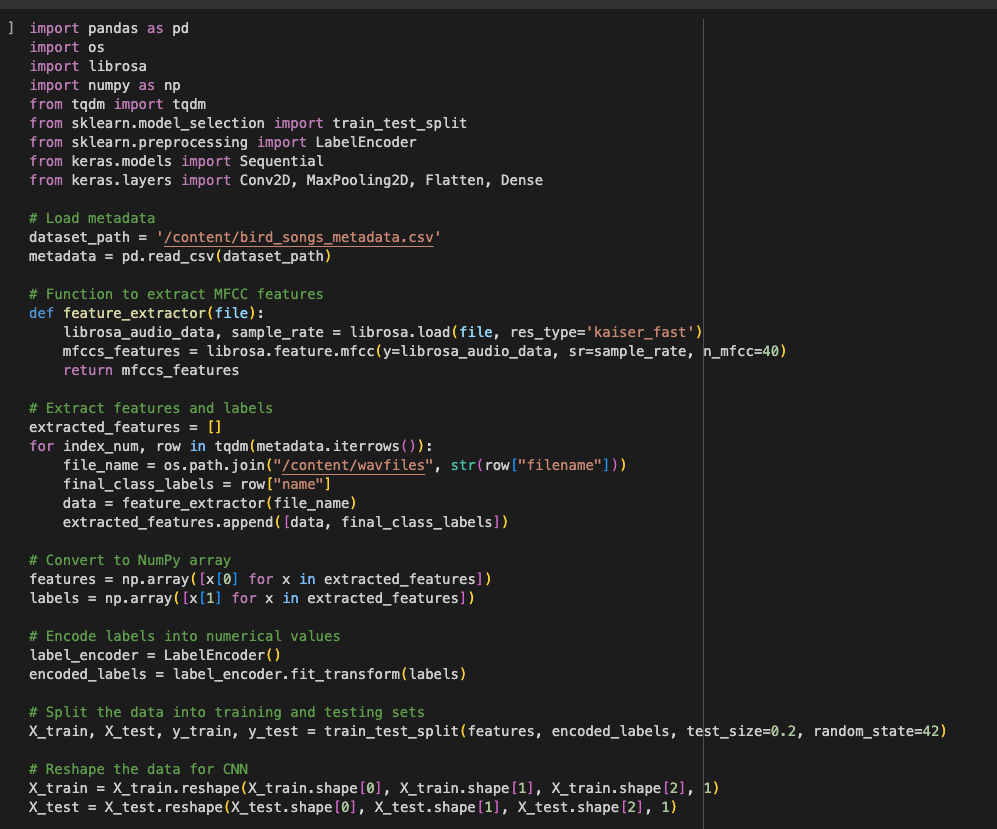 ] import pandas as pd
import os
import librosa
import numpy as np
from tqdm import tqdm
from sklearn.model_selection import train_test_split
from sklearn.preprocessing import LabelEncoder
from keras.models import Sequential
from keras.layers import Conv2D, MaxPooling2D, Flatten, Dense

# Load metadata
dataset_path = '/content/bird_songs_metadata.csv'
metadata = pd.read_csv(dataset_path)

# Function to extract MFCC features
def feature_extractor(file):
    librosa_audio_data, sample_rate = librosa.load(file, res_type='kaiser_fast')
    mfccs_features = librosa.feature.mfcc(y=librosa_audio_data, sr=sample_rate, n_mfcc=40)
    return mfccs_features

# Extract features and labels
extracted_features = []
for index_num, row in tqdm(metadata.iterrows()):
    file_name = os.path.join("/content/wavfiles", str(row["filename"]))
    final_class_labels = row["name"]
    data = feature_extractor(file_name)
    extracted_features.append([data, final_class_labels])

# Convert to NumPy array
features = np.array([x[0] for x in extracted_features])
labels = np.array([x[1] for x in extracted_features])

# Encode labels into numerical values
label_encoder = LabelEncoder()
encoded_labels = label_encoder.fit_transform(labels)

# Split the data into training and testing sets
X_train, X_test, y_train, y_test = train_test_split(features, encoded_labels, test_size=0.2, random_state=42)

# Reshape the data for CNN
X_train = X_train.reshape(X_train.shape[0], X_train.shape[1], X_train.shape[2], 1)
X_test = X_test.reshape(X_test.shape[0], X_test.shape[1], X_test.shape[2], 1)